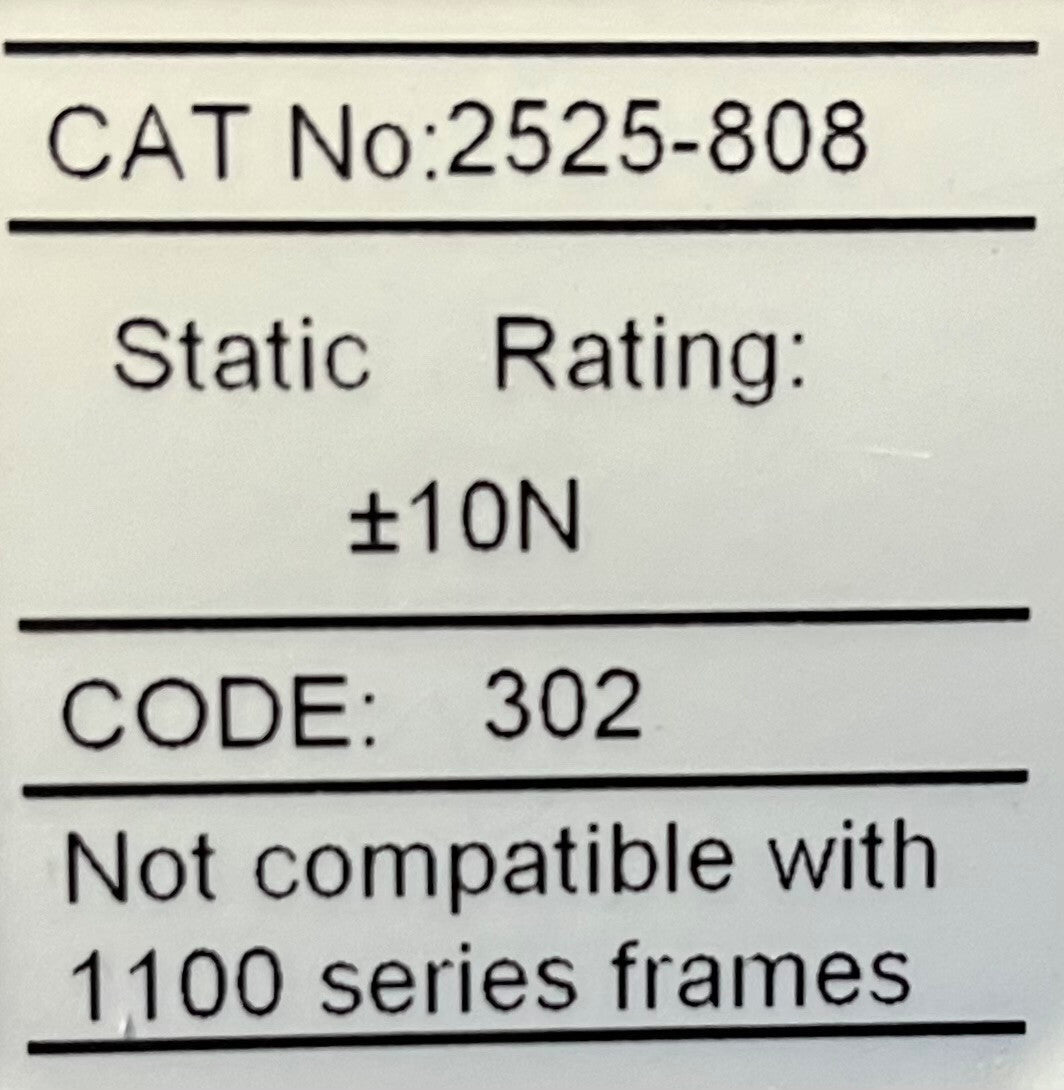 CAT No:2525-808
Static Rating:
±10N
CODE: 302
Not compatible with
1100 series frames